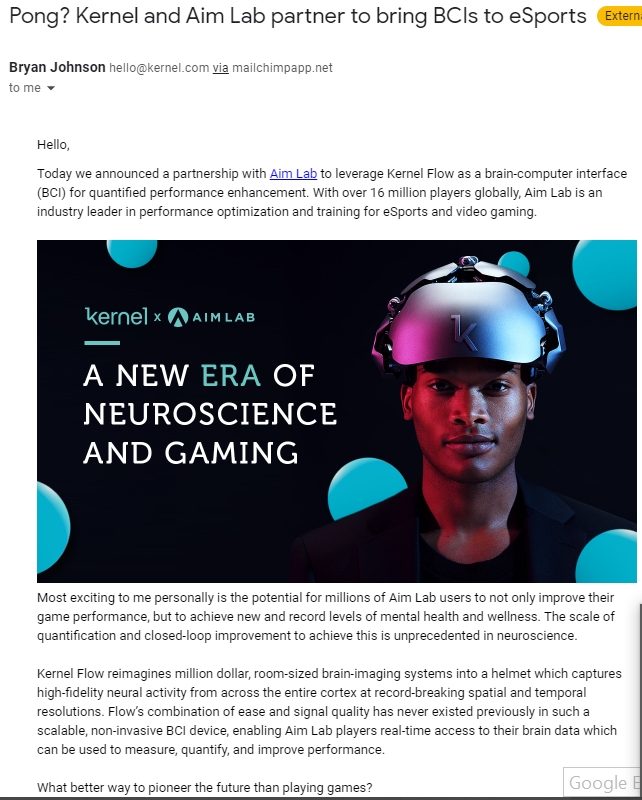 Pong? Kernel and Aim Lab partner to bring BCIs to eSports Externa
Bryan Johnson hello@kernel.com via mailchimpapp.net
to me
Hello,
Today we announced a partnership with Aim Lab to leverage Kernel Flow as a brain-computer interface
(BCI) for quantified performance enhancement. With over 16 million players globally, Aim Lab is an
industry leader in performance optimization and training for eSports and video gaming.
kernel x AIMLAB
A NEW ERA OF
NEUROSCIENCE
AND GAMING
k
Most exciting to me personally is the potential for millions of Aim Lab users to not only improve their
game performance, but to achieve new and record levels of mental health and wellness. The scale of
quantification and closed-loop improvement to achieve this is unprecedented in neuroscience.
Kernel Flow reimagines million dollar, room-sized brain-imaging systems into a helmet which captures
high-fidelity neural activity from across the entire cortex at record-breaking spatial and temporal
resolutions. Flow's combination of ease and signal quality has never existed previously in such a
scalable, non-invasive BCI device, enabling Aim Lab players real-time access to their brain data which
can be used to measure, quantify, and improve performance.
What better way to pioneer the future than playing games?
Google E